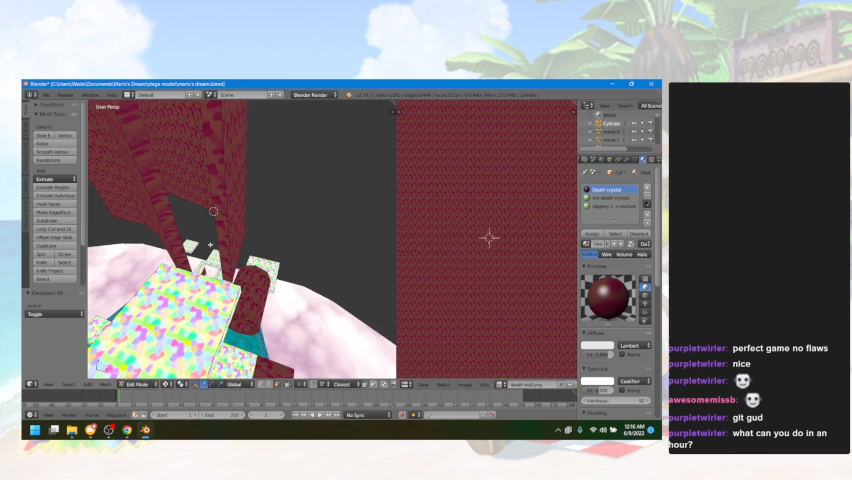 Blender* [C:\Users\Wade\Documents\Mario's Dream\stage model\mario's dream.blend]
File
Render
Window
Help
Default
Scene
Blender Render
View
Search
All Scenes
Transform
Mesh Tools
User Persp
World
Cylinder
Deform:
Slide E
Vertex
Noise
Smooth Vertex
Randomize
Add:
Extrude
Extrude Region
Extrude Individual
Inset Faces
Make Edge/Face
Subdivide
Loop Cut and Sl
Offset Edge Slide
Duplicate
Spin
Screw
Knife
Select
Knife Project
Bisect
(De)select All
Action
Toggle
Death crystal
not death crystal
Assign
Select
Deselect
Surface
Wire
Volume
Halo
Preview
Diffuse
Lambert
Ramp
Specular
CookTorr
Ramp
Hardness: 50
Shading
View
Select
Add
Mesh
Edit Mode
Global
Closest
View
Select
Image
death wall.png
View
Marker
Frame
Playback
Start: 1
End: 250
No Sync
12:16 AM
6/9/2022
purpletwirler: perfect game no flaws
purpletwirler: nice
purpletwirler:
awesomemissb:
purpletwirler: git gud
purpletwirler: what can you do in an
hour?